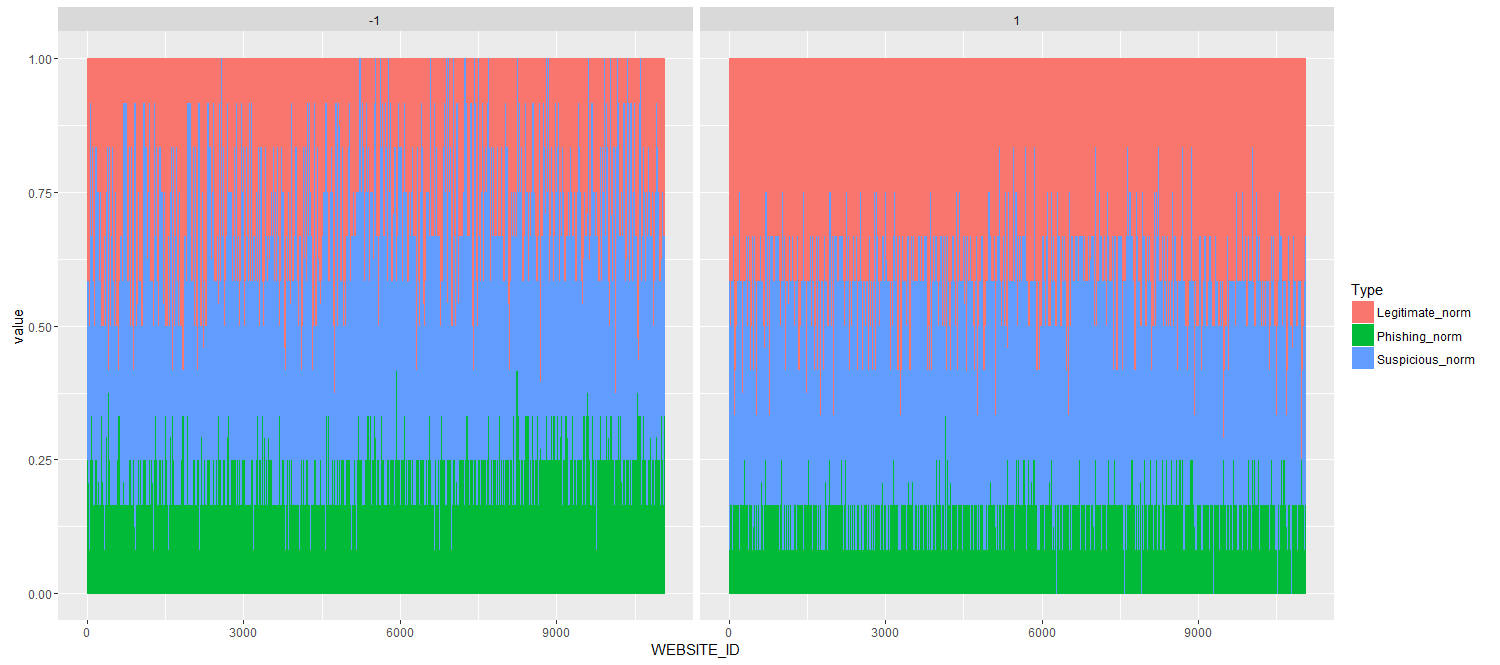 -1
1
1.00
0.75
0.50
0.25
0.00
value
0
3000
6000
9000
0
3000
6000
9000
WEBSITE_ID
Type
Legitimate_norm
Phishing_norm
Suspicious_norm